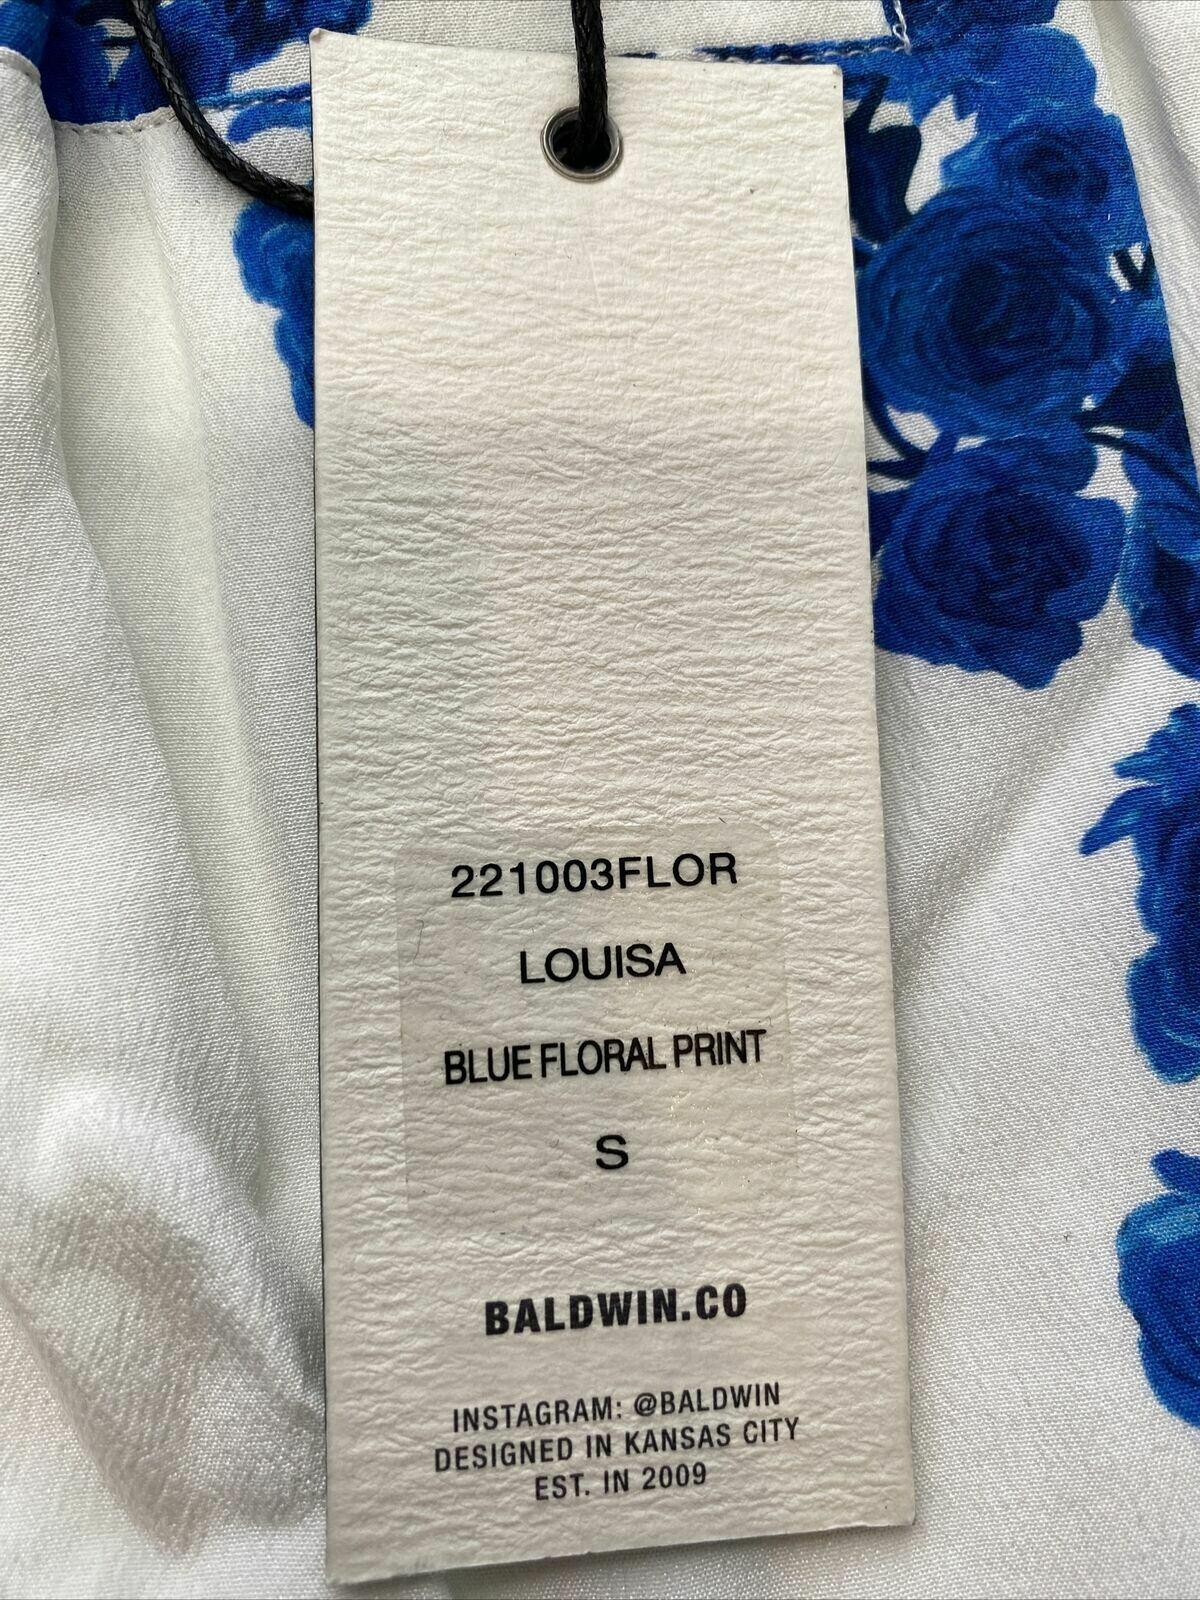 221003FLOR
LOUISA
BLUE FLORAL PRINT
S
BALDWIN.CO
INSTAGRAM: @BALDWIN
DESIGNED IN KANSAS CITY
EST. IN 2009